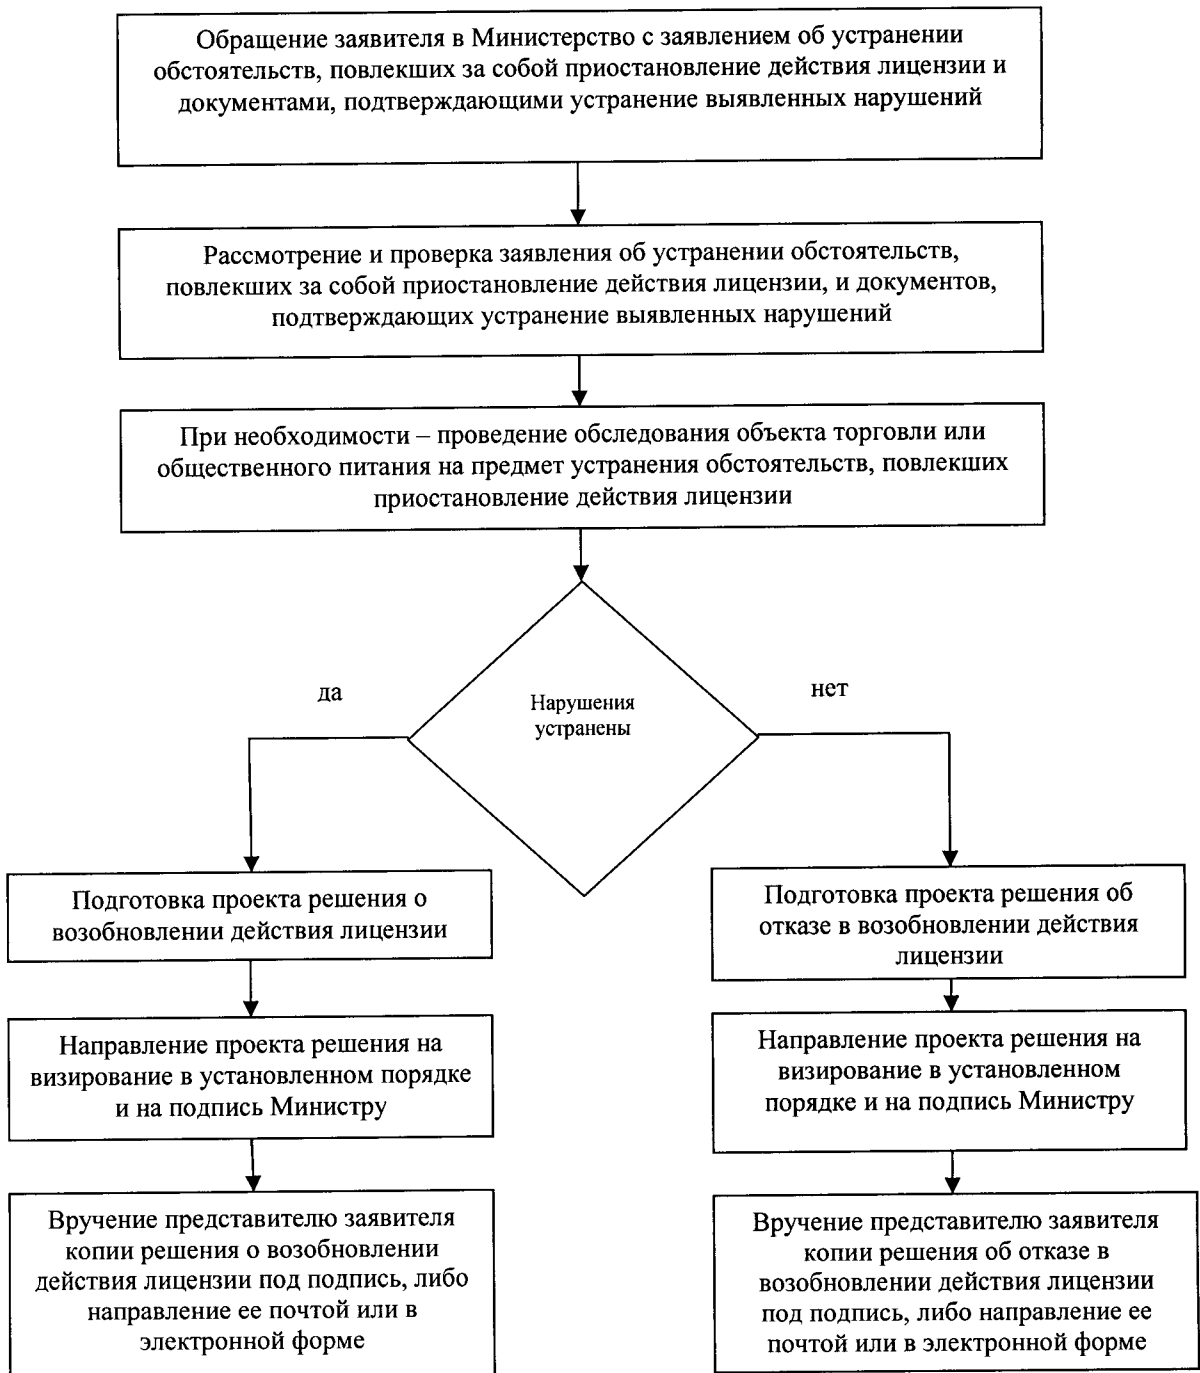 Обращение заявителя в Министерство с заявлением об устранении
обстоятельств, повлекших за собой приостановление действия лицензии и
документами, подтверждающими устранение выявленных нарушений
Рассмотрение и проверка заявления об устранении обстоятельств,
повлекших за собой приостановление действия лицензии, и документов,
подтверждающих устранение выявленных нарушений
При необходимости – проведение обследования объекта торговли или
общественного питания на предмет устранения обстоятельств, повлекших
приостановление действия лицензии
да
Нарушения
устранены
нет
Подготовка проекта решения о
возобновлении действия лицензии
Направление проекта решения на
визирование в установленном порядке
и на подпись Министру
Вручение представителю заявителя
копии решения о возобновлении
действия лицензии под подпись, либо
направление ее почтой или в
электронной форме
Подготовка проекта решения об
отказе в возобновлении действия
лицензии
Направление проекта решения на
визирование в установленном
порядке и на подпись Министру
Вручение представителю заявителя
копии решения об отказе в
возобновлении действия лицензии
под подпись, либо направление ее
почтой или в электронной форме